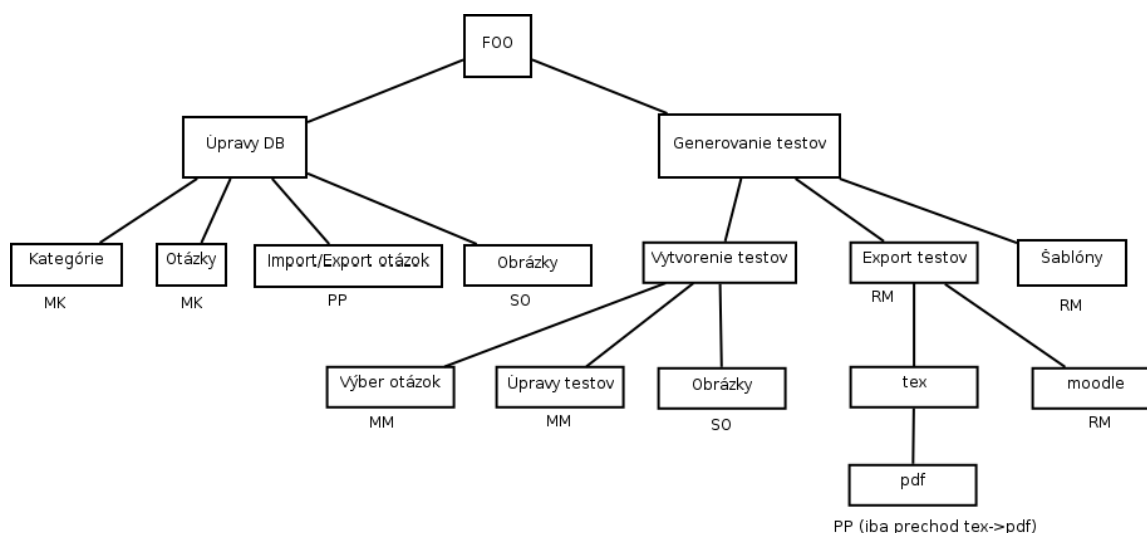 FOO
Úpravy DB
Generovanie testov
Kategórie
Otázky
Import/Export otázok
Obrázky
Vytvorenie testov
Export testov
Šablóny
MK
MK
PP
SO
RM
RM
Výber otázok
Úpravy testov
Obrázky
tex
moodle
MM
MM
SO
RM
pdf
PP (iba prechod tex->pdf)